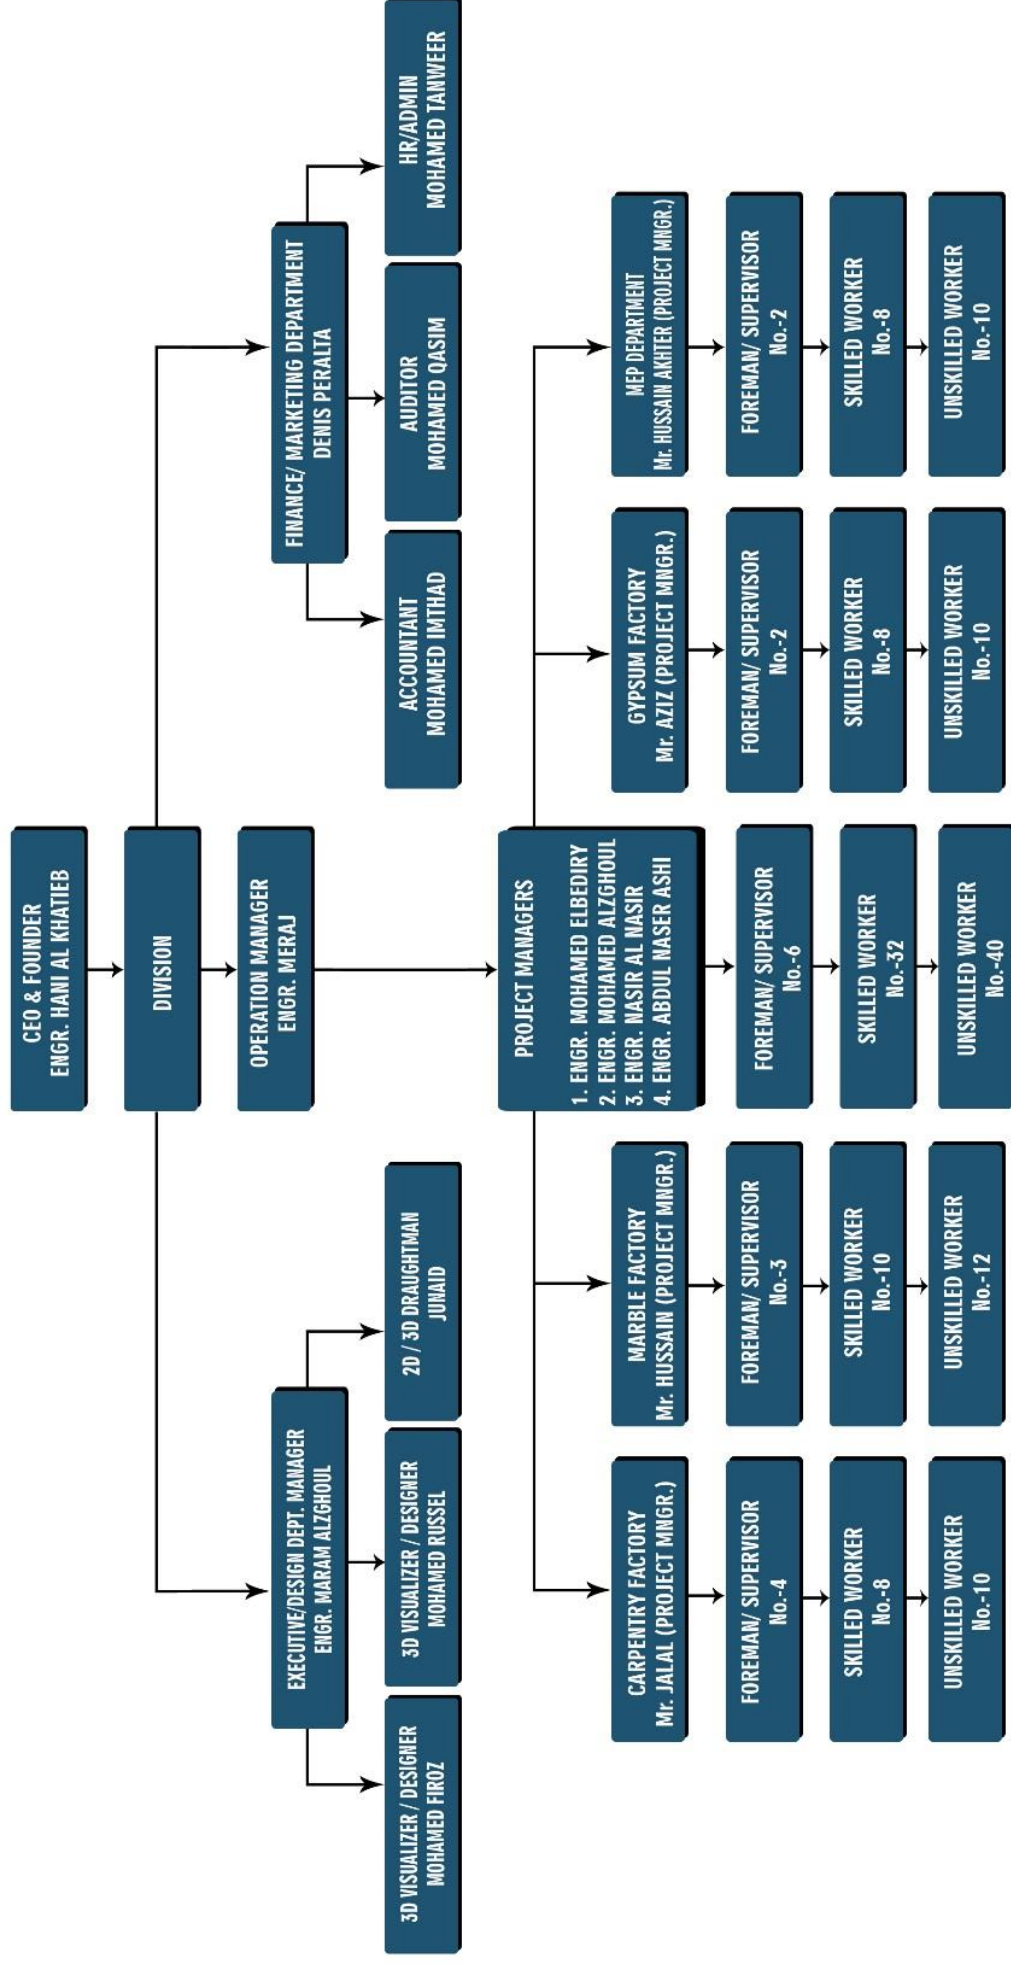 CEO & FOUNDER
ENGR. HANI AL KHATIEB
DIVISION
OPERATION MANAGER
ENGR. MERAJ
EXECUTIVE/DESIGN DEPT. MANAGER
ENGR. MARAM ALZGHOUL
FINANCE/ MARKETING DEPARTMENT
DENIS PERALTA
3D VISUALIZER / DESIGNER
MOHAMED FIROZ
3D VISUALIZER / DESIGNER
MOHAMED RUSSEL
2D / 3D DRAUGHTMAN
JUNAID
ACCOUNTANT
MOHAMED IMTHAD
AUDITOR
MOHAMED QASIM
HR/ADMIN
MOHAMED TANWEER
PROJECT MANAGERS
1. ENGR. MOHAMED ELBEDIRY
2. ENGR. MOHAMED ALZGHOUL
3. ENGR. NASIR AL NASIR
4. ENGR. ABDUL NASER ASHI
CARPENTRY FACTORY
Mr. JALAL (PROJECT MNGR.)
FOREMAN/ SUPERVISOR
No.-4
SKILLED WORKER
No.-8
UNSKILLED WORKER
No.-10
MARBLE FACTORY
Mr. HUSSAIN (PROJECT MNGR.)
FOREMAN/ SUPERVISOR
No.-3
SKILLED WORKER
No.-10
UNSKILLED WORKER
No.-12
FOREMAN/ SUPERVISOR
No.-6
SKILLED WORKER
No.-32
UNSKILLED WORKER
No.-40
GYPSUM FACTORY
Mr. AZIZ (PROJECT MNGR.)
FOREMAN/ SUPERVISOR
No.-2
SKILLED WORKER
No.-8
UNSKILLED WORKER
No.-10
MEP DEPARTMENT
Mr. HUSSAIN AKHTER (PROJECT MNGR.)
FOREMAN/ SUPERVISOR
No.-2
SKILLED WORKER
No.-8
UNSKILLED WORKER
No.-10